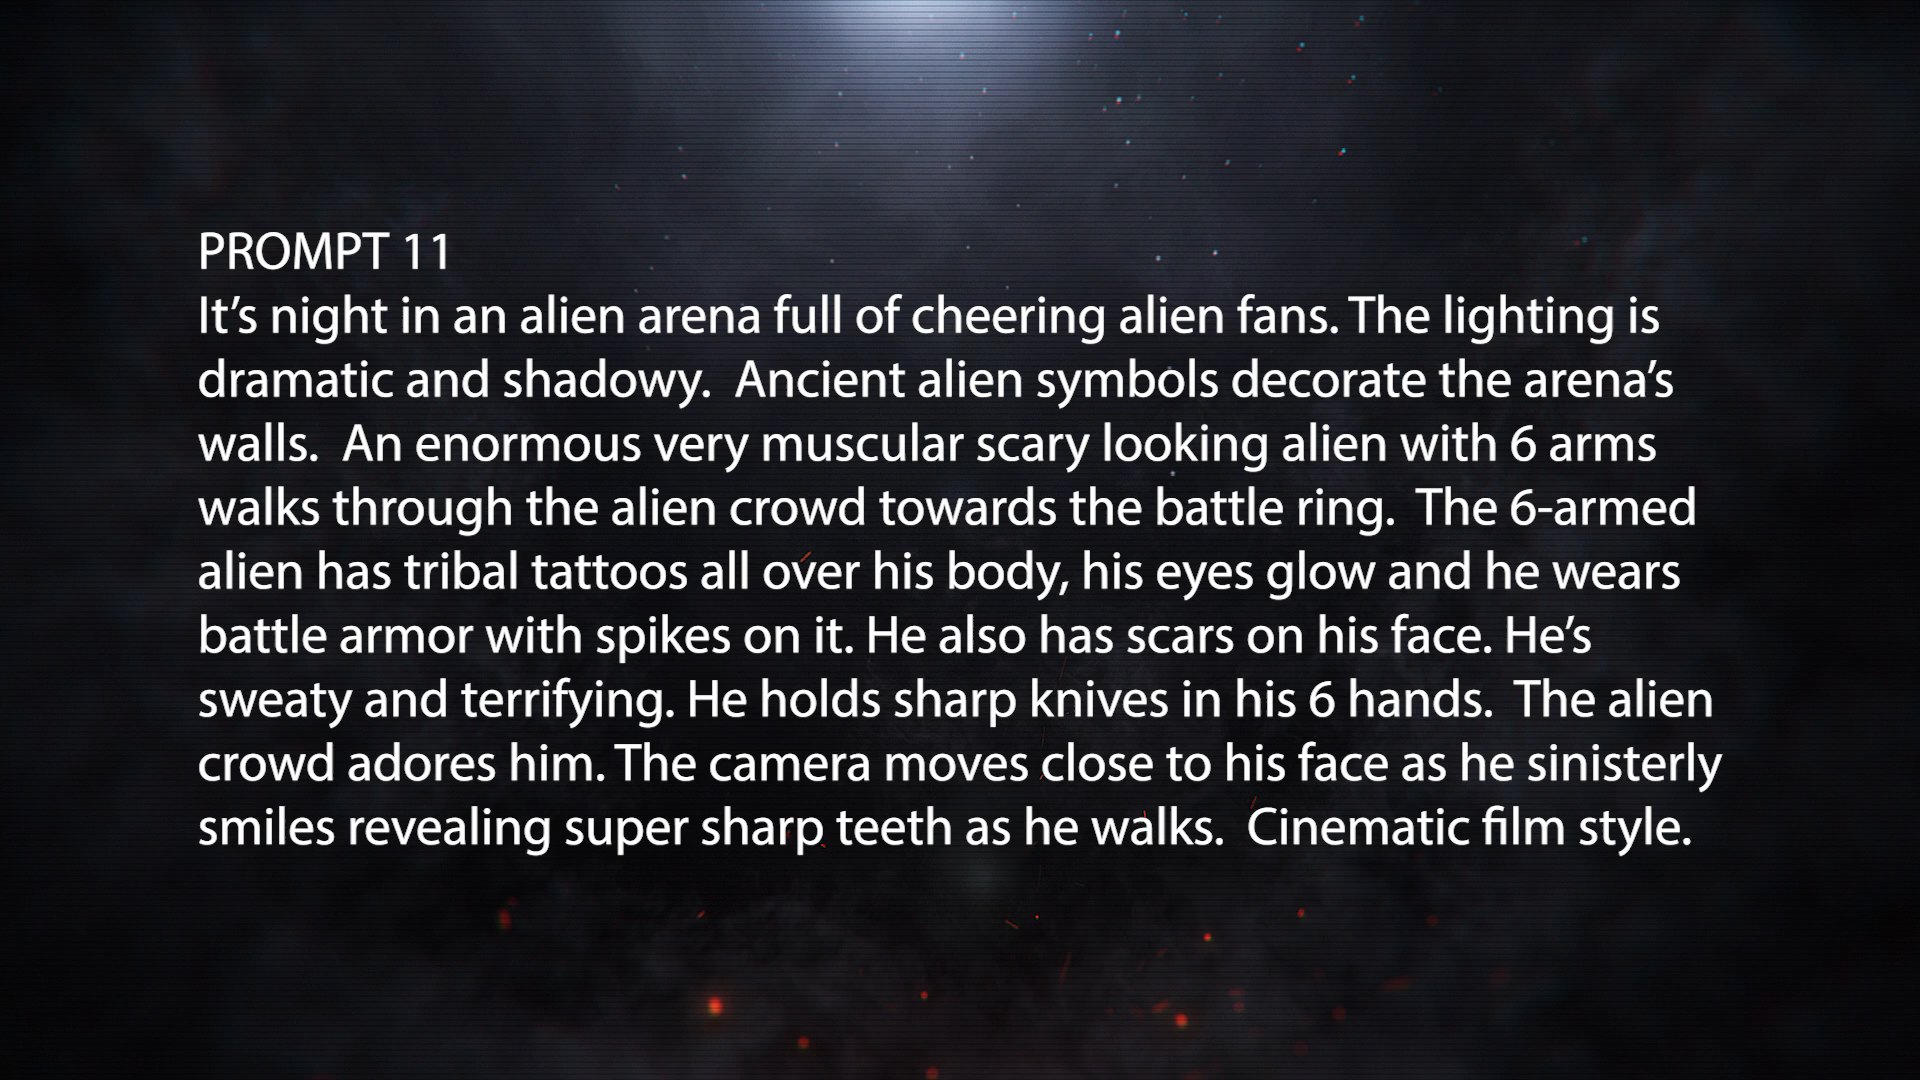 PROMPT 11
It’s night in an alien arena full of cheering alien fans. The lighting is
dramatic and shadowy.  Ancient alien symbols decorate the arena’s
walls.  An enormous very muscular scary looking alien with 6 arms
walks through the alien crowd towards the battle ring.  The 6-armed
alien has tribal tattoos all over his body, his eyes glow and he wears
battle armor with spikes on it. He also has scars on his face. He’s
sweaty and terrifying. He holds sharp knives in his 6 hands.  The alien
crowd adores him. The camera moves close to his face as he sinisterly
smiles revealing super sharp teeth as he walks.  Cinematic film style.